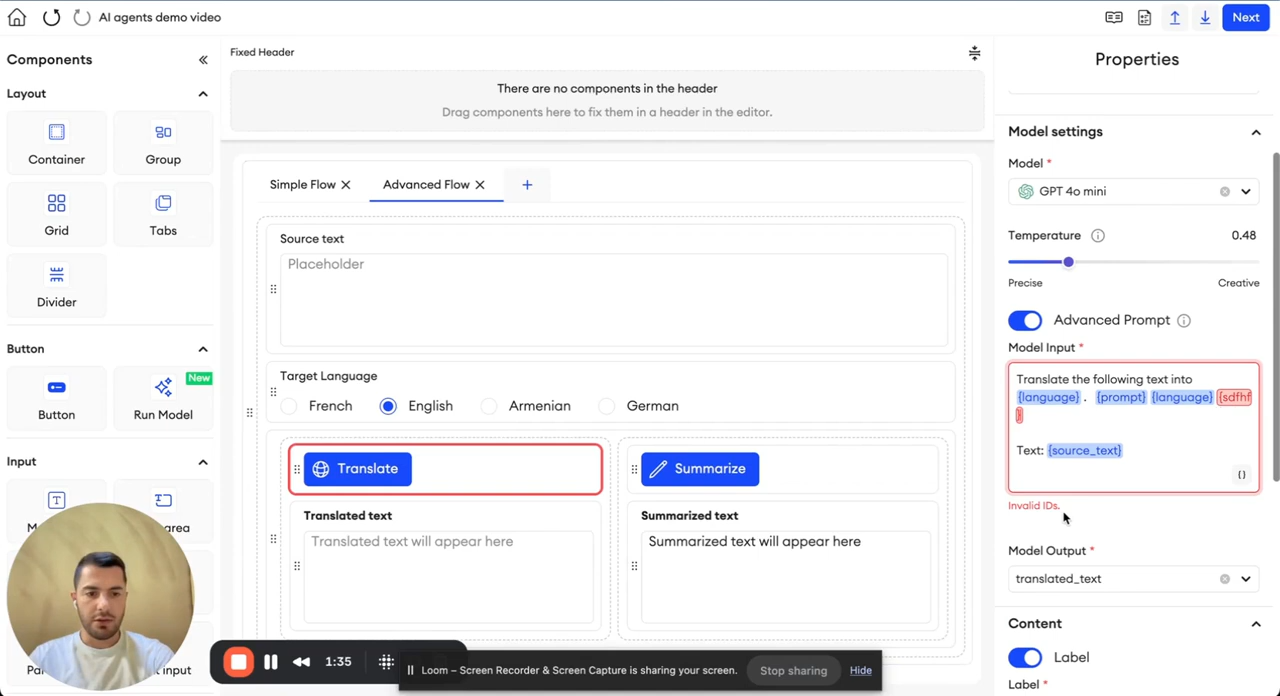 AI agents demo video
Next
Components
Layout
Container
Group
Grid
Tabs
Divider
Button
Button
New
Run Model
Input
Fixed Header
There are no components in the header
Drag components here to fix them in a header in the editor.
Simple Flow
Advanced Flow
Source text
Placeholder
Target Language
French
English
Armenian
German
Translate
Summarize
Translated text
Translated text will appear here
Summarized text
Summarized text will appear here
Properties
Model settings
Model *
GPT 4o mini
Temperature
0.48
Precise
Creative
Advanced Prompt
Model Input *
Translate the following text into
{language} . {prompt} {language} {sdfhf
}
Text: {source_text}
{}
Invalid IDs.
Model Output *
translated_text
Content
Label
Label *
1:35
Loom – Screen Recorder & Screen Capture is sharing your screen.
Stop sharing
Hide